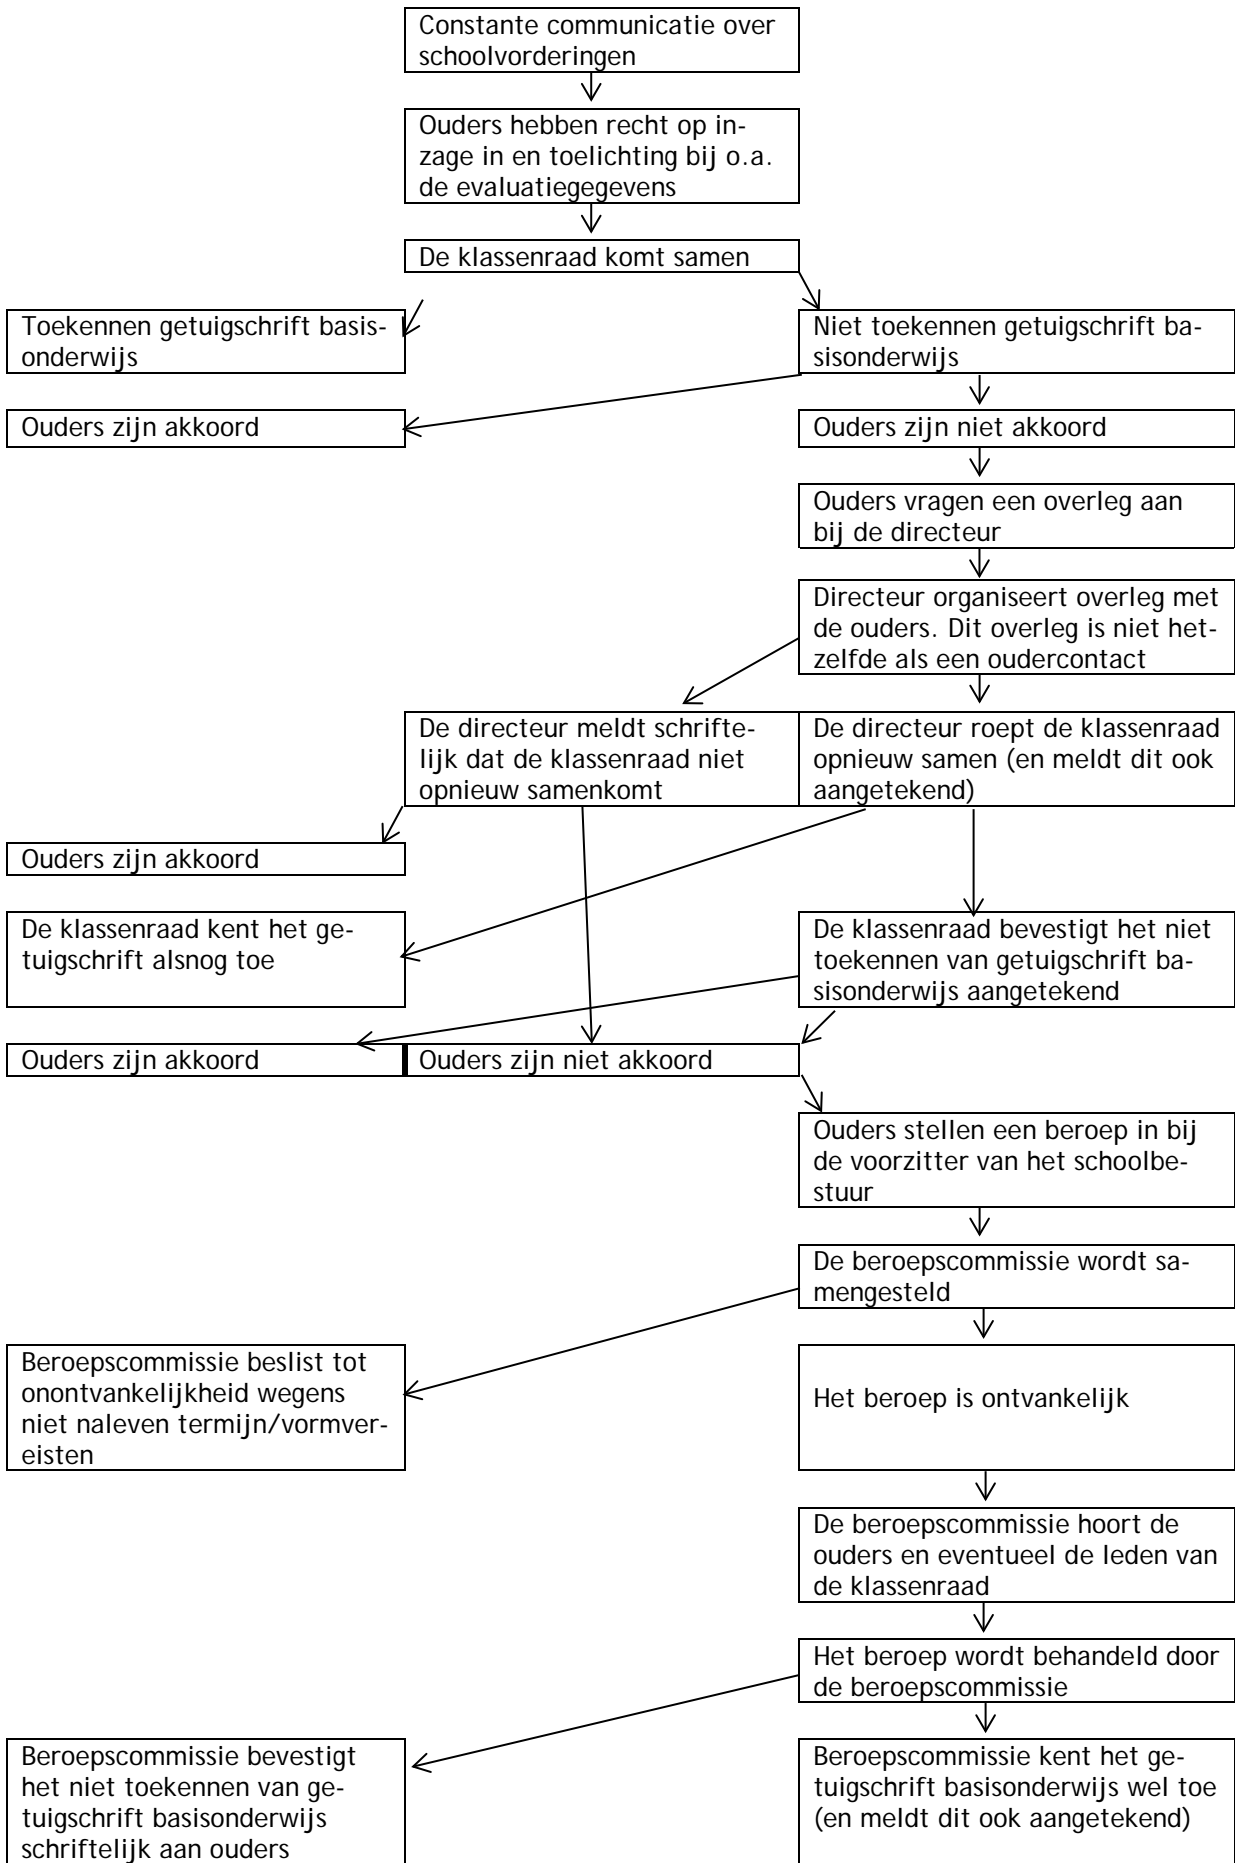 Constante communicatie over
schoolvorderingen
Ouders hebben recht op in-
zage in en toelichting bij o.a.
de evaluatiegegevens
De klassenraad komt samen
Toekennen getuigschrift basis-
onderwijs
Niet toekennen getuigschrift ba-
sisonderwijs
Ouders zijn akkoord
Ouders zijn niet akkoord
Ouders vragen een overleg aan
bij de directeur
Directeur organiseert overleg met
de ouders. Dit overleg is niet het-
zelfde als een oudercontact
De directeur meldt schrifte-
lijk dat de klassenraad niet
opnieuw samenkomt
De directeur roept de klassenraad
opnieuw samen (en meldt dit ook
aangetekend)
Ouders zijn akkoord
De klassenraad kent het ge-
tuigschrift alsnog toe
De klassenraad bevestigt het niet
toekennen van getuigschrift ba-
sisonderwijs aangetekend
Ouders zijn akkoord
Ouders zijn niet akkoord
Ouders stellen een beroep in bij
de voorzitter van het schoolbe-
stuur
De beroepscommissie wordt sa-
mengesteld
Beroepscommissie beslist tot
onontvankelijkheid wegens
niet naleven termijn/vormver-
eisten
Het beroep is ontvankelijk
De beroepscommissie hoort de
ouders en eventueel de leden van
de klassenraad
Het beroep wordt behandeld door
de beroepscommissie
Beroepscommissie bevestigt
het niet toekennen van ge-
tuigschrift basisonderwijs
schriftelijk aan ouders
Beroepscommissie kent het ge-
tuigschrift basisonderwijs wel toe
(en meldt dit ook aangetekend)